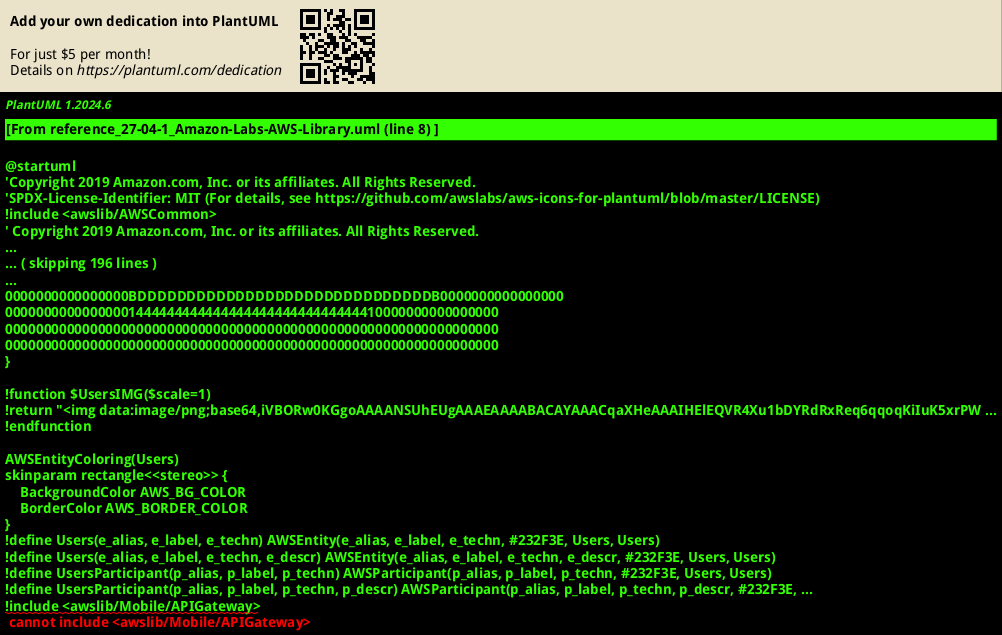 Add your own dedication into PlantUML
For just $5 per month!
Details on https://plantuml.com/dedication
PlantUML 1.2024.6
[From reference_27-04-1_Amazon-Labs-AWS-Library.uml (line 8) ]
@startuml
'Copyright 2019 Amazon.com, Inc. or its affiliates. All Rights Reserved.
'SPDX-License-Identifier: MIT (For details, see https://github.com/awslabs/aws-icons-for-plantuml/blob/master/LICENSE)
!include <awslib/AWSCommon>
' Copyright 2019 Amazon.com, Inc. or its affiliates. All Rights Reserved.
...
... ( skipping 196 lines )
...
000000000000000BDDDDDDDDDDDDDDDDDDDDDDDDDDDDDDB000000000000000
000000000000000144444444444444444444444444444410000000000000000
0000000000000000000000000000000000000000000000000000000000000000
0000000000000000000000000000000000000000000000000000000000000000
}
!function $UsersIMG($scale=1)
!return "<img data:image/png;base64,iVBORw0KGgoAAAANSUhEUgAAAEAAAABACAYAAACqaXHeAAAIHElEQVR4Xu1bDYRdRxReq6qqoqKiIuK5xrPW ...
!endfunction
AWSEntityColoring(Users)
skinparam rectangle<<stereo>> {
BackgroundColor AWS_BG_COLOR
BorderColor AWS_BORDER_COLOR
}
!define Users(e_alias, e_label, e_techn) AWSEntity(e_alias, e_label, e_techn, #232F3E, Users, Users)
!define Users(e_alias, e_label, e_techn, e_descr) AWSEntity(e_alias, e_label, e_techn, e_descr, #232F3E, Users, Users)
!define UsersParticipant(p_alias, p_label, p_techn) AWSParticipant(p_alias, p_label, p_techn, #232F3E, Users, Users)
!define UsersParticipant(p_alias, p_label, p_techn, p_descr) AWSParticipant(p_alias, p_label, p_techn, p_descr, #232F3E, ...
!include <awslib/Mobile/APIGateway>
cannot include <awslib/Mobile/APIGateway>